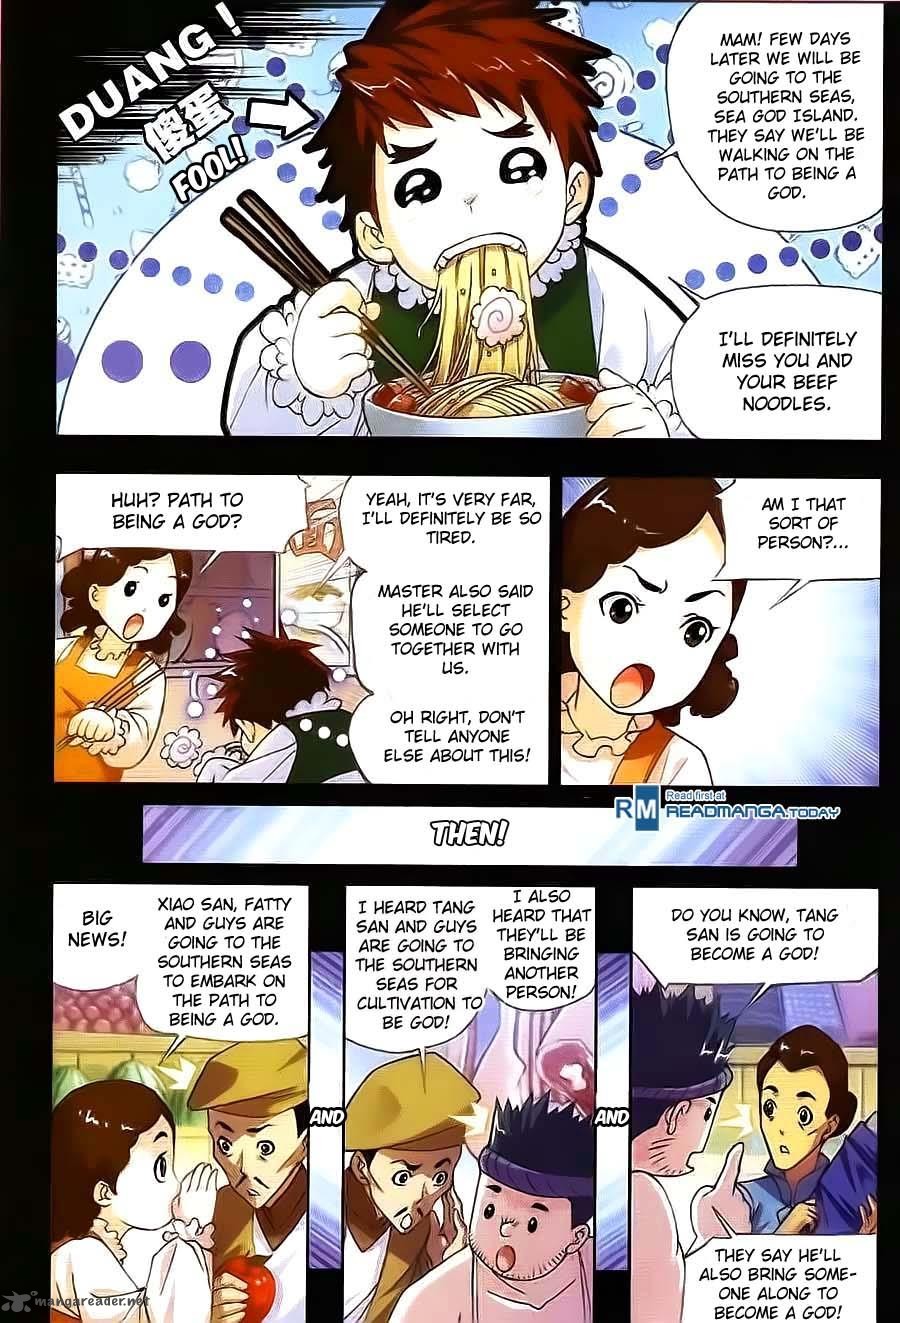 DUANG!
傻蛋
FOOL!
MAM! FEW DAYS
LATER WE WILL BE
GOING TO THE
SOUTHERN SEAS,
SEA GOD ISLAND.
THEY SAY WE'LL BE
WALKING ON THE
PATH TO BEING A
GOD.
I'LL DEFINITELY
MISS YOU AND
YOUR BEEF
NOODLES.
HUH? PATH TO
BEING A GOD?
YEAH, IT'S VERY FAR,
I'LL DEFINITELY BE SO
TIRED.
MASTER ALSO SAID
HE'LL SELECT
SOMEONE TO GO
TOGETHER WITH
US.
OH RIGHT, DON'T
TELL ANYONE
ELSE ABOUT THIS!
AM I THAT
SORT OF
PERSON?...
RM
Read first at
READMANGA.TODAY
THEN!
BIG
NEWS!
XIAO SAN, FATTY
AND GUYS ARE
GOING TO THE
SOUTHERN SEAS
TO EMBARK ON
THE PATH TO
BEING A GOD.
AND
I HEARD TANG
SAN AND GUYS
ARE GOING TO
THE SOUTHERN
SEAS FOR
CULTIVATION TO
BE GOD!
I ALSO
HEARD THAT
THEY'LL BE
BRINGING
ANOTHER
PERSON!
AND
DO YOU KNOW, TANG
SAN IS GOING TO
BECOME A GOD!
THEY SAY HE'LL
ALSO BRING SOME-
ONE ALONG TO
BECOME A GOD!
mangareader.net